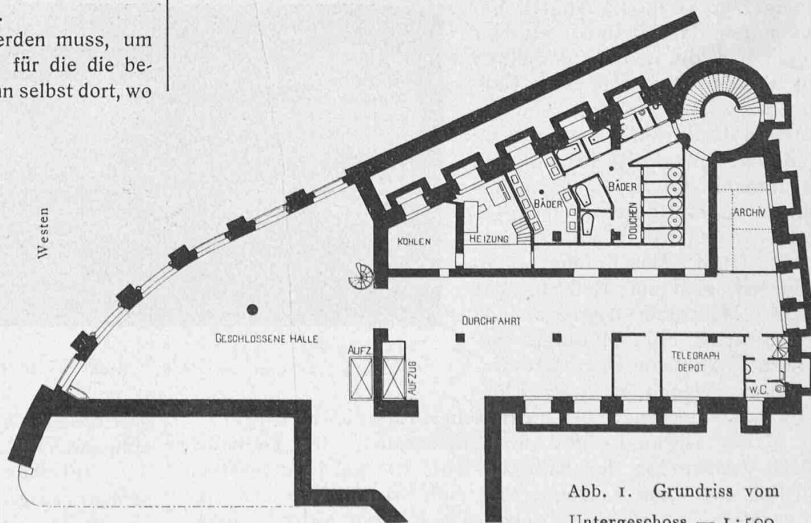 erden muss, um
für die die be-
n selbst dort, wo
Westen
KOHLEN
HEIZUNG
BÄDER
BÄDER
DOUCHEN
ARCHIV
GESCHLOSSENE HALLE
DURCHFAHRT
AUFZ.
AUFZUG
TELEGRAPH
DEPOT
W.C.
Abb. 1. Grundriss vom
Untergeschoss. — 1:500.